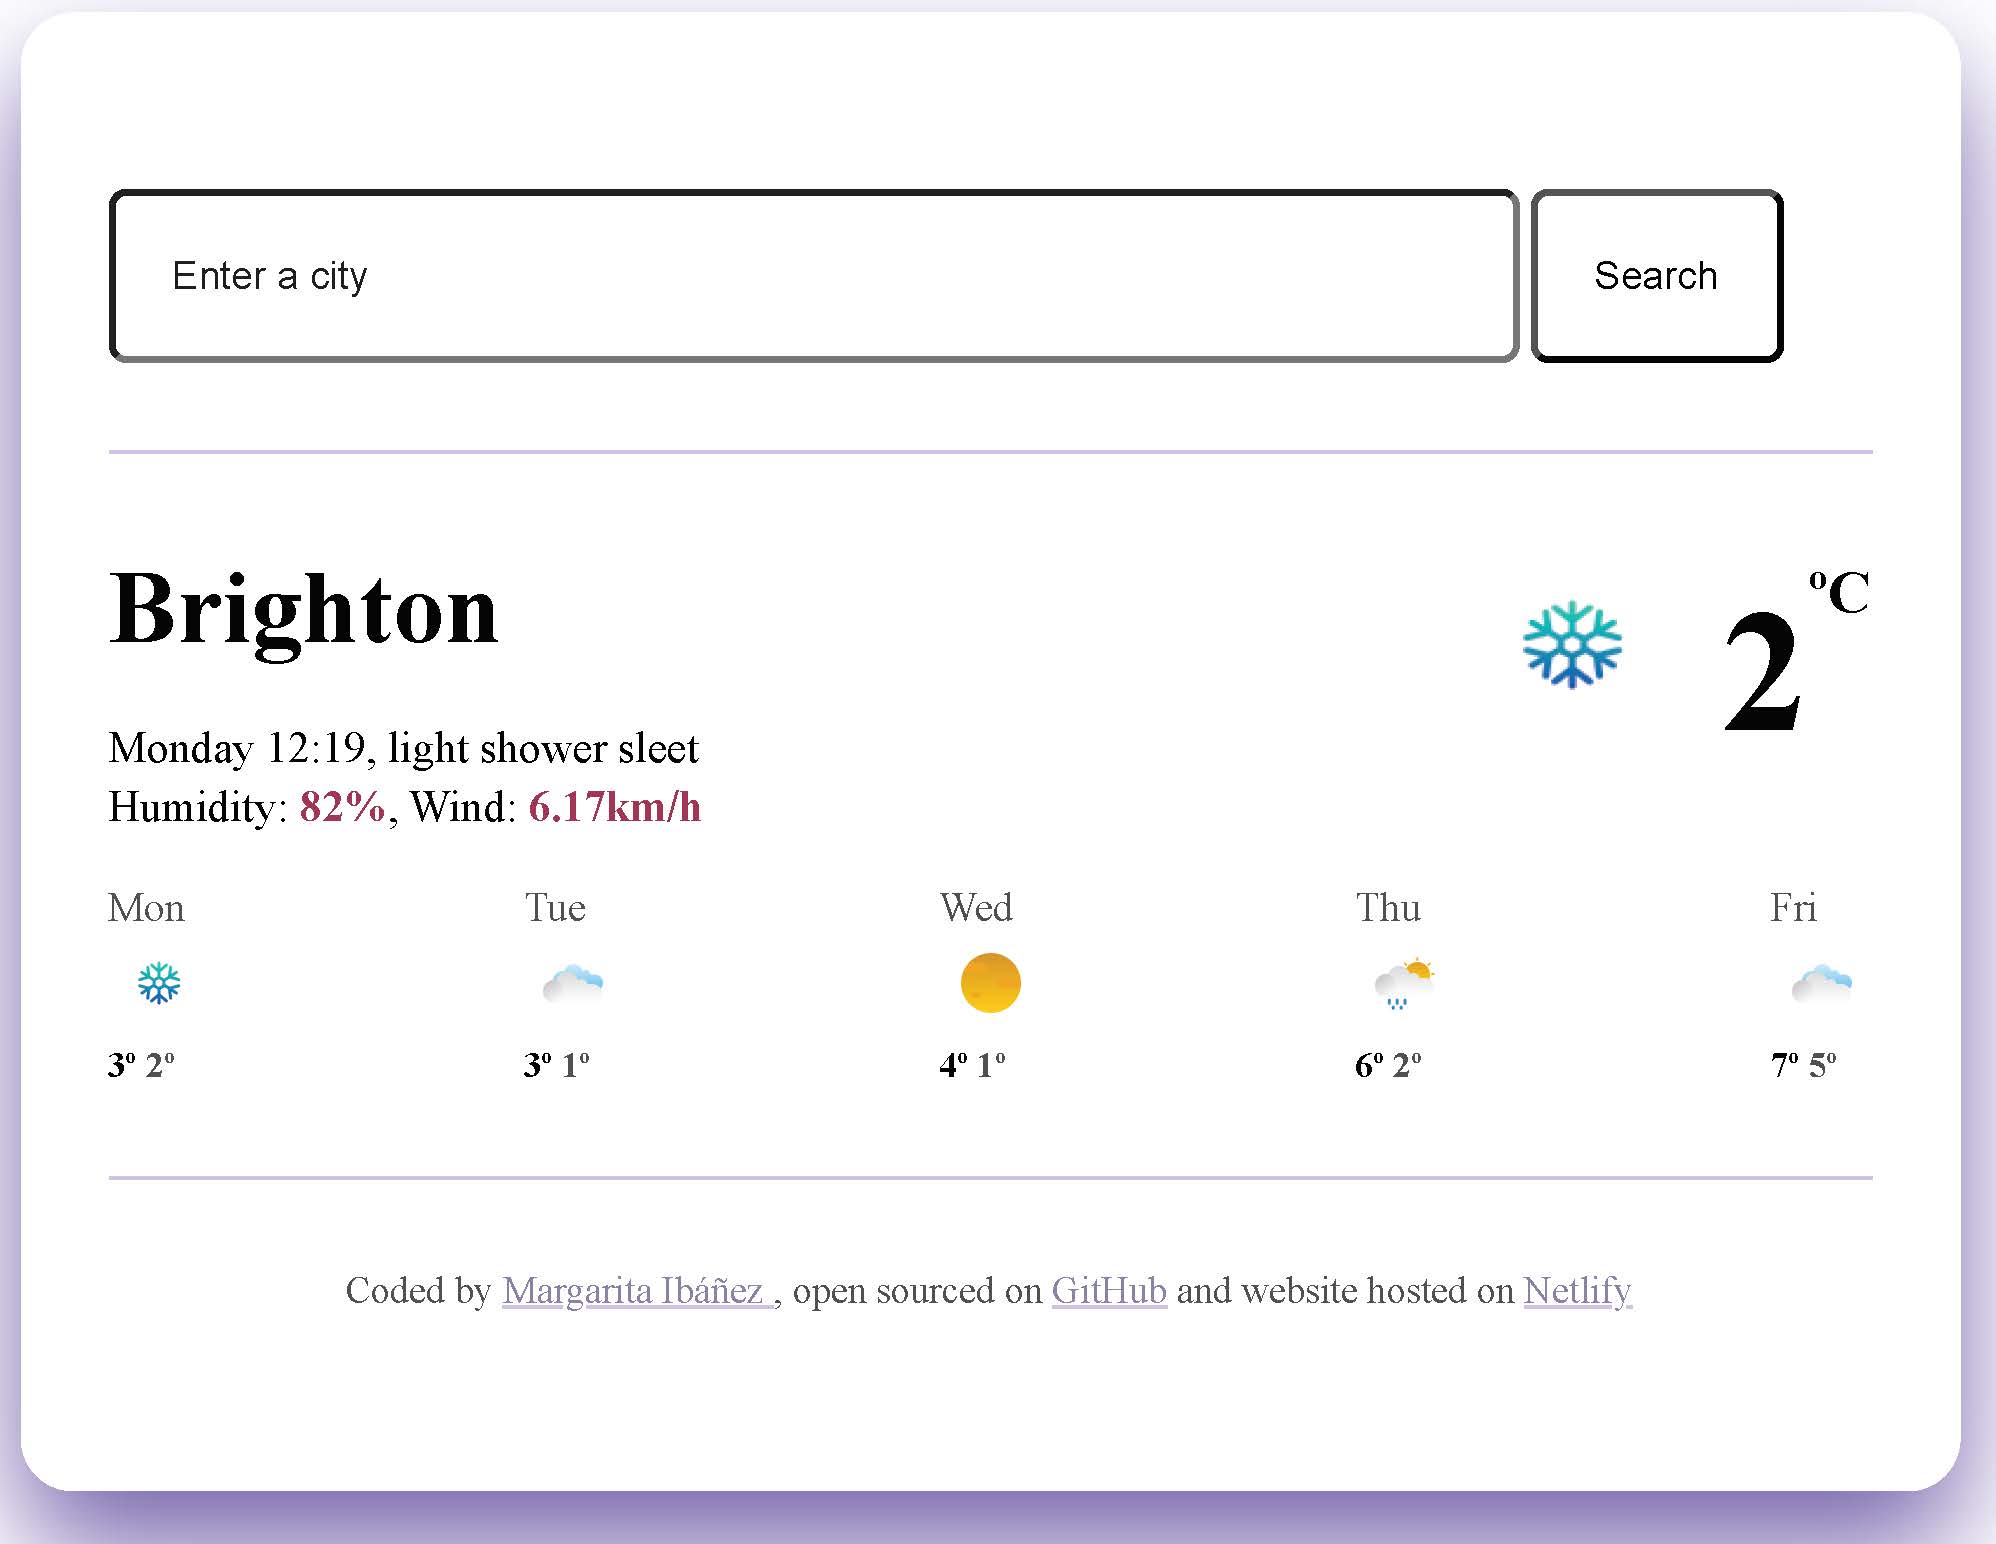 Enter a city
Search
Brighton
2
ºC
Monday 12:19, light shower sleet
Humidity: 82%, Wind: 6.17km/h
Mon Tue Wed Thu Fri
3º 2º 3º 1º 4º 1º 6º 2º 7º 5º
Coded by Margarita Ibáñez , open sourced on GitHub and website hosted on Netlify